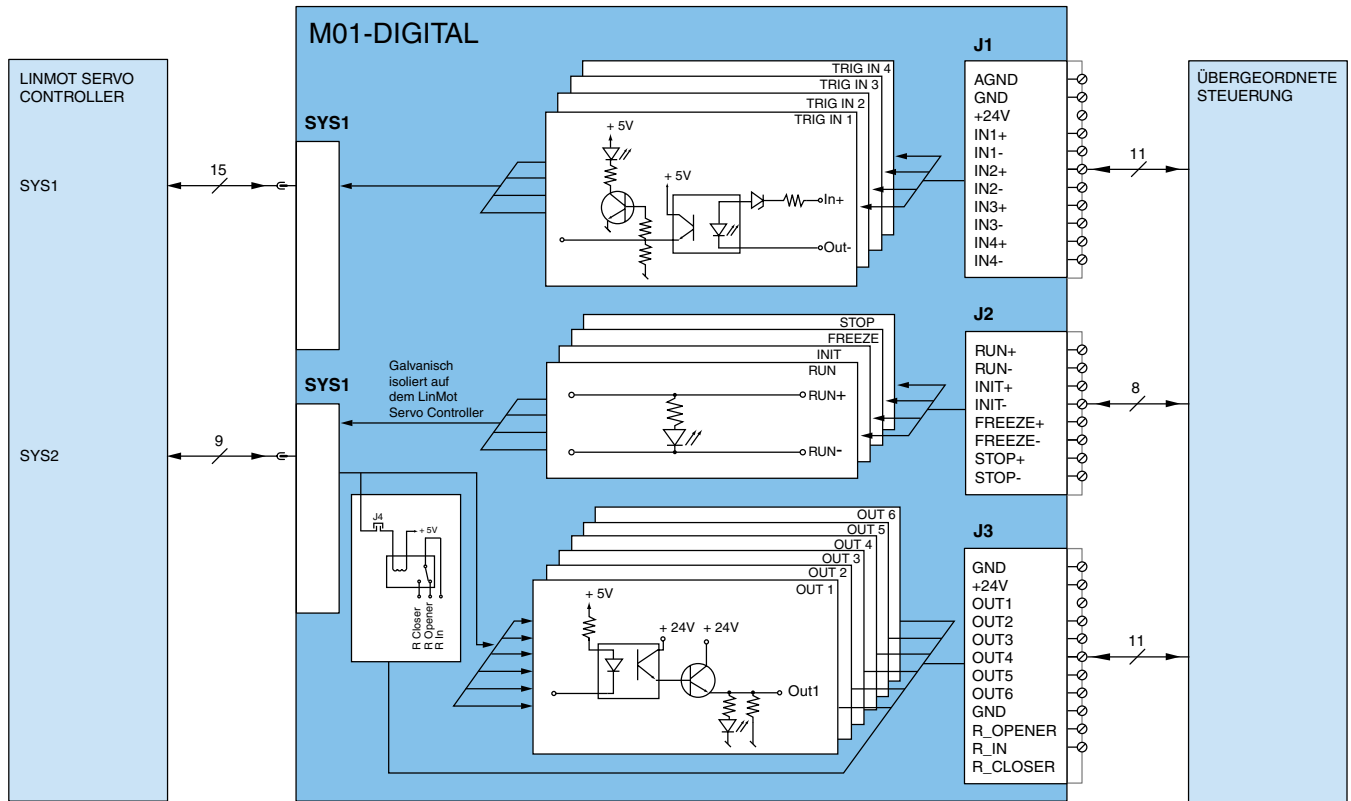 M01-DIGITAL
LINMOT SERVO
CONTROLLER
SYS1
15
SYS2
9
SYS1
SYS1
TRIG IN 4
TRIG IN 3
TRIG IN 2
TRIG IN 1
+ 5V
+ 5V
In+
Out-
Galvanisch
isoliert auf
dem LinMot
Servo Controller
STOP
FREEZE
INIT
RUN
RUN+
RUN-
J4
+ 5V
R Closer
R Opener
R In
OUT 6
OUT 5
OUT 4
OUT 3
OUT 2
OUT 1
+ 5V
+ 24V
+ 24V
Out1
J1
AGND
GND
+24V
IN1+
IN1-
IN2+
IN2-
IN3+
IN3-
IN4+
IN4-
11
J2
RUN+
RUN-
INIT+
INIT-
FREEZE+
FREEZE-
STOP+
STOP-
8
J3
GND
+24V
OUT1
OUT2
OUT3
OUT4
OUT5
OUT6
GND
R_OPENER
R_IN
R_CLOSER
11
ÜBERGEORDNETE
STEUERUNG